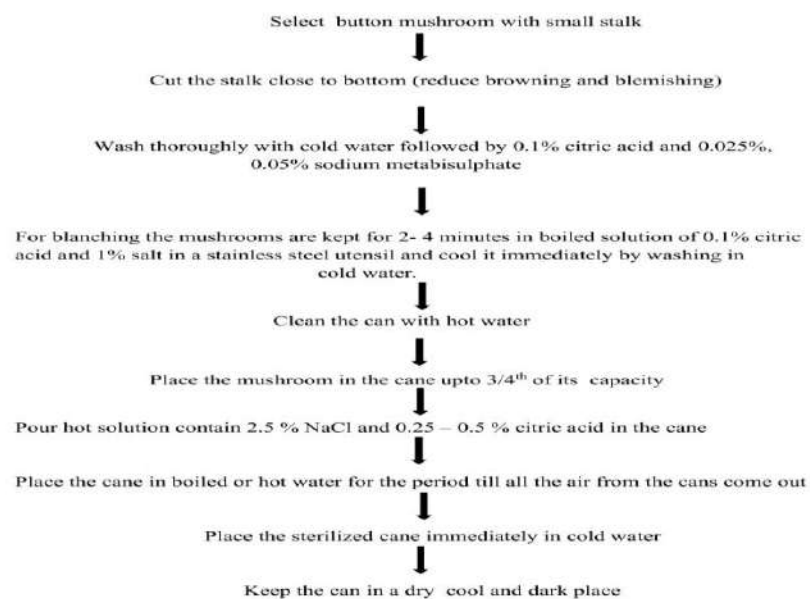 Select button mushroom with small stalk
Cut the stalk close to bottom (reduce browning and blemishing)
Wash thoroughly with cold water followed by 0.1% citric acid and 0.025%,
0.05% sodium metabisulphate
For blanching the mushrooms are kept for 2- 4 minutes in boiled solution of 0.1% citric
acid and 1% salt in a stainless steel utensil and cool it immediately by washing in
cold water.
Clean the can with hot water
Place the mushroom in the cane upto 3/4th of its capacity
Pour hot solution contain 2.5 % NaCl and 0.25 – 0.5 % citric acid in the cane
Place the cane in boiled or hot water for the period till all the air from the cans come out
Place the sterilized cane immediately in cold water
Keep the can in a dry cool and dark place